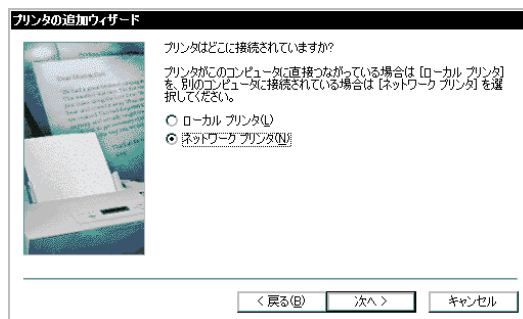 プリンタの追加ウィザード
プリンタはどこに接続されていますか?
プリンタがこのコンピュータに直接つながっている場合は [ローカル プリンタ]
を、別のコンピュータに接続されている場合は [ネットワーク プリンタ] を選
択してください。
ローカル プリンタ(L)
ネットワーク プリンタ(N)
< 戻る(B)
次へ >
キャンセル